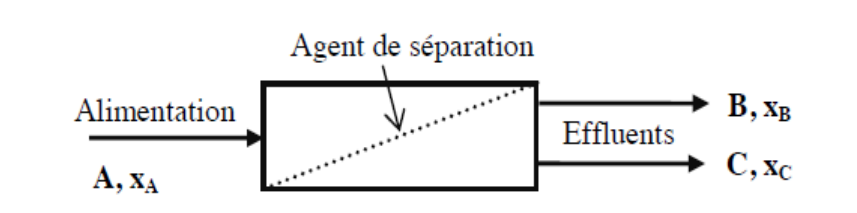 Agent de séparation
Alimentation
A, xA
B, xB
Effluents
C, xC